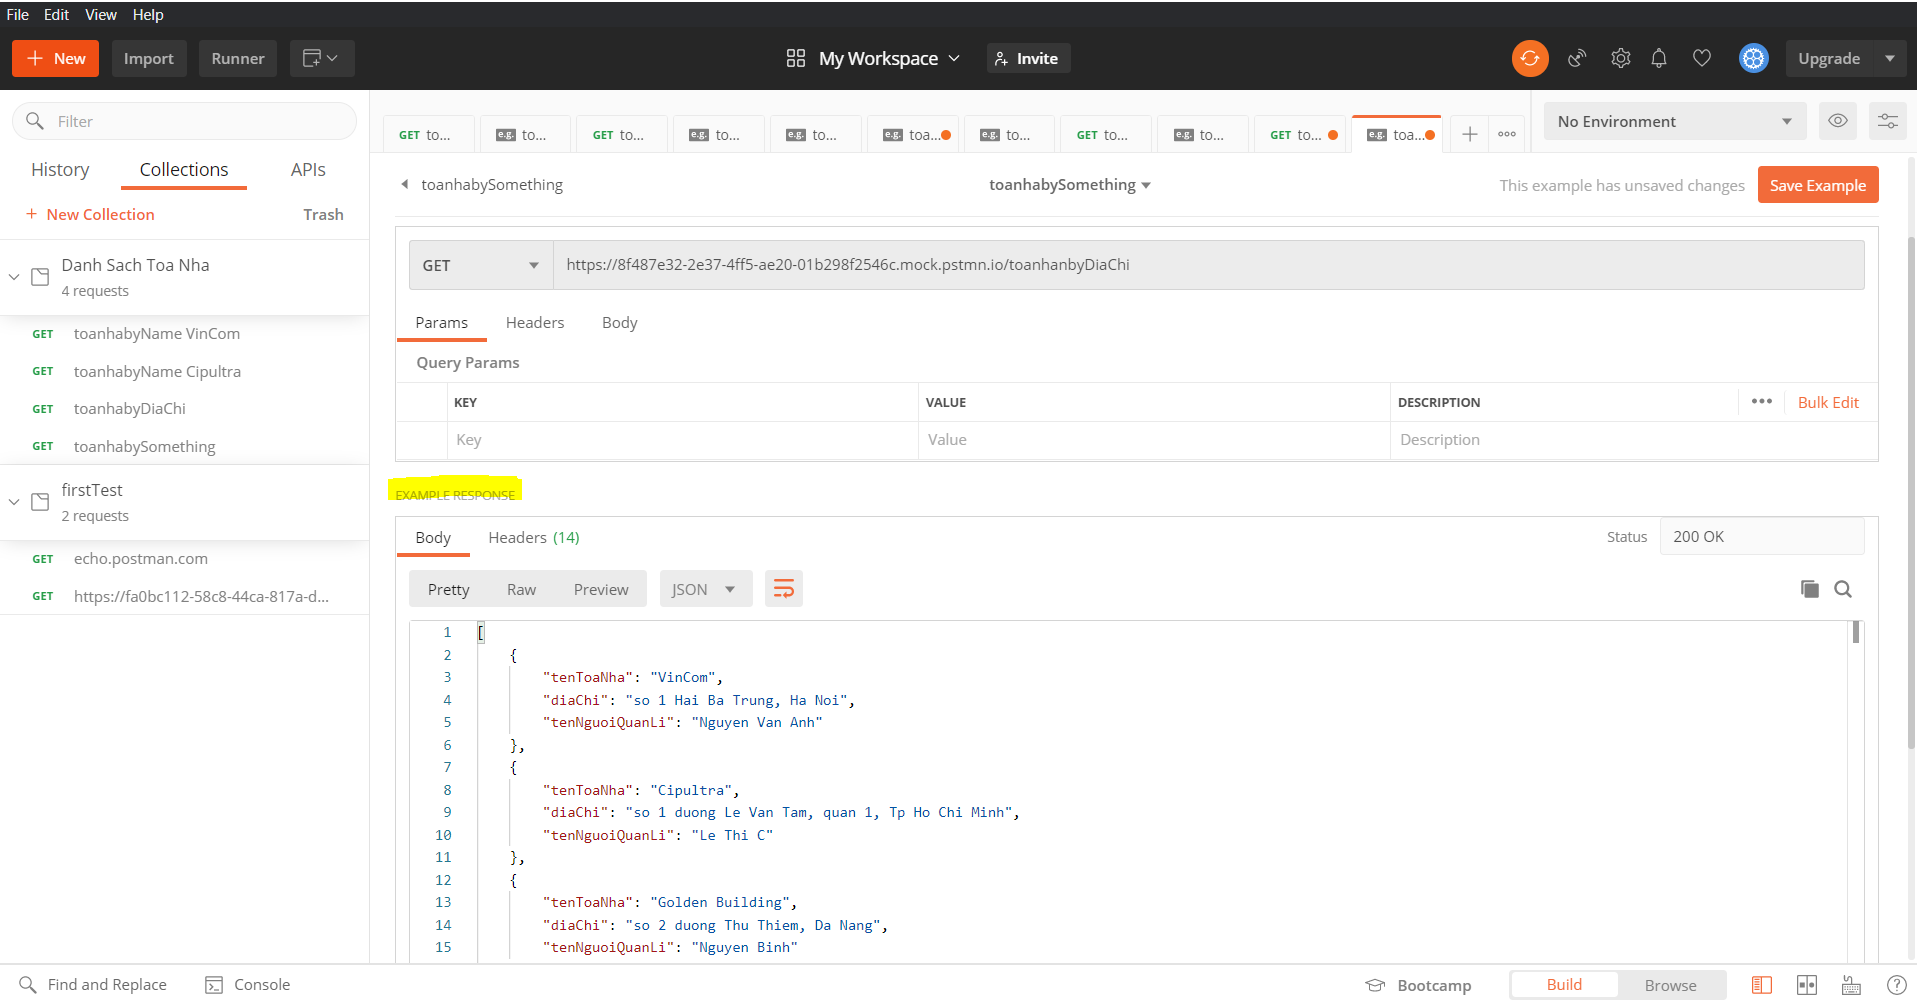 File Edit View Help
New Import Runner My Workspace Invite Upgrade
Filter
History Collections APIs
+ New Collection Trash
Danh Sach Toa Nha
4 requests
GET toanhabyName VinCom
GET toanhabyName Cipultra
GET toanhabyDiaChi
GET toanhabySomething
firstTest
2 requests
GET echo.postman.com
GET https://fa0bc112-58c8-44ca-817a-d...
GET to... e.g. to... GET to... e.g. to... e.g. to... e.g. toa... e.g. to... GET to... e.g. to... GET to... e.g. toa...
No Environment
toanhabySomething toanhabySomething This example has unsaved changes Save Example
GET https://8f487e32-2e37-4ff5-ae20-01b298f2546c.mock.pstmn.io/toanhanbyDiaChi
Params Headers Body
Query Params
KEY VALUE DESCRIPTION Bulk Edit
Key Value Description
EXAMPLE RESPONSE
Body Headers (14) Status 200 OK
Pretty Raw Preview JSON
1 [
2 {
3 "tenToaNha": "VinCom",
4 "diaChi": "so 1 Hai Ba Trung, Ha Noi",
5 "tenNguoiQuanLi": "Nguyen Van Anh"
6 },
7 {
8 "tenToaNha": "Cipultra",
9 "diaChi": "so 1 duong Le Van Tam, quan 1, Tp Ho Chi Minh",
10 "tenNguoiQuanLi": "Le Thi C"
11 },
12 {
13 "tenToaNha": "Golden Building",
14 "diaChi": "so 2 duong Thu Thiem, Da Nang",
15 "tenNguoiQuanLi": "Nguyen Binh"
Find and Replace Console Bootcamp Build Browse